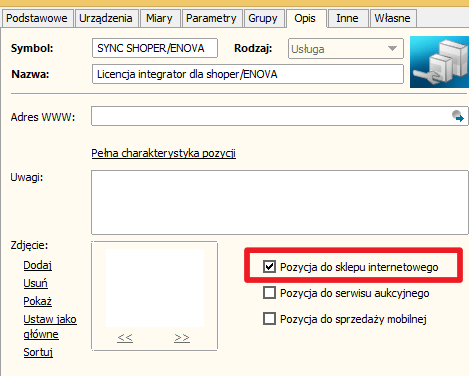 Podstawowe Urządzenia Miary Parametry Grupy Opis Inne Własne
Symbol: SYNC SHOPER/ENOVA Rodzaj: Usługa
Nazwa: Licencja integrator dla shoper/ENOVA
Adres WWW:
Pełna charakterystyka pozycji
Uwagi:
Zdjęcie:
Dodaj
Usuń
Pokaż
Ustaw jako
główne
Sortuj
<< >>
Pozycja do sklepu internetowego
Pozycja do serwisu aukcyjnego
Pozycja do sprzedaży mobilnej